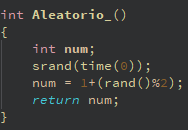 int Aleatorio_()
{
    int num;
    srand(time(0));
    num = 1+(rand()%2);
    return num;
}